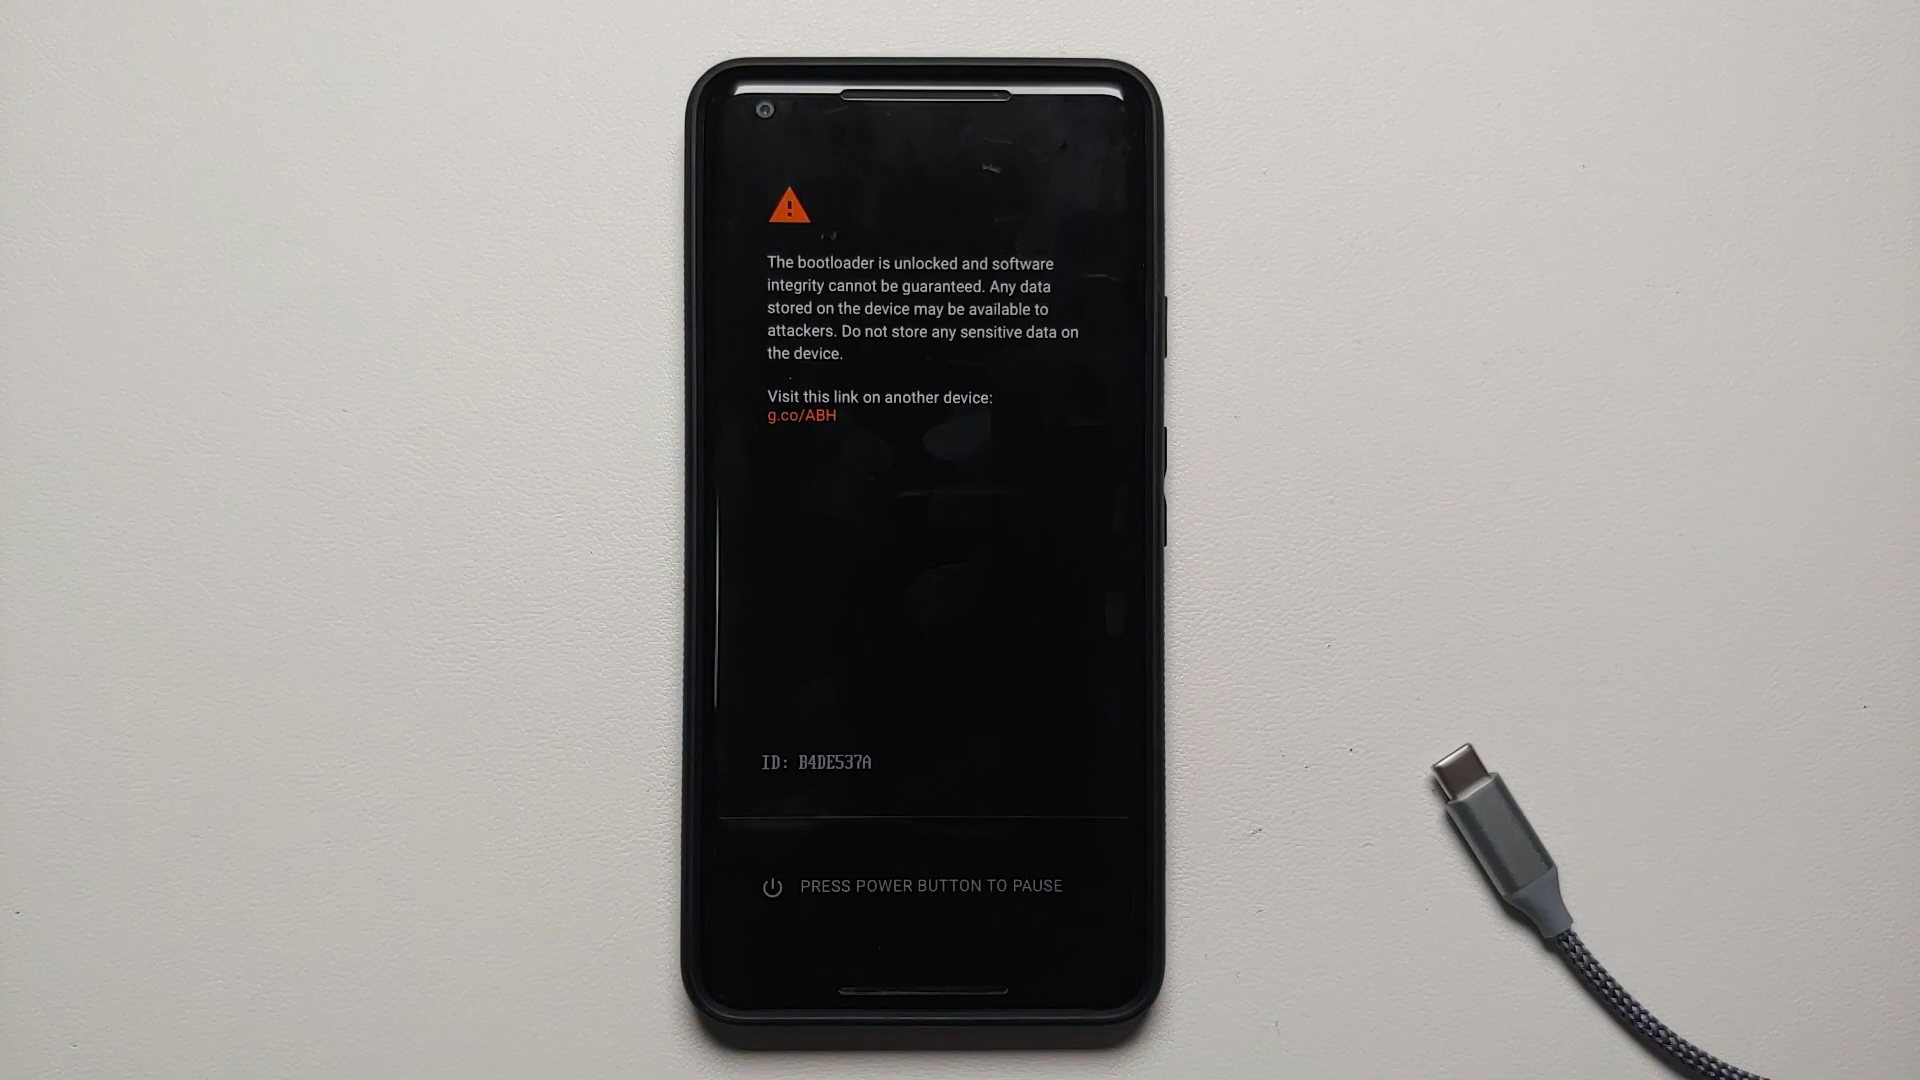 The bootloader is unlocked and software
integrity cannot be guaranteed. Any data
stored on the device may be available to
attackers. Do not store any sensitive data on
the device.
Visit this link on another device:
g.co/ABH
ID: B4DE537A
PRESS POWER BUTTON TO PAUSE